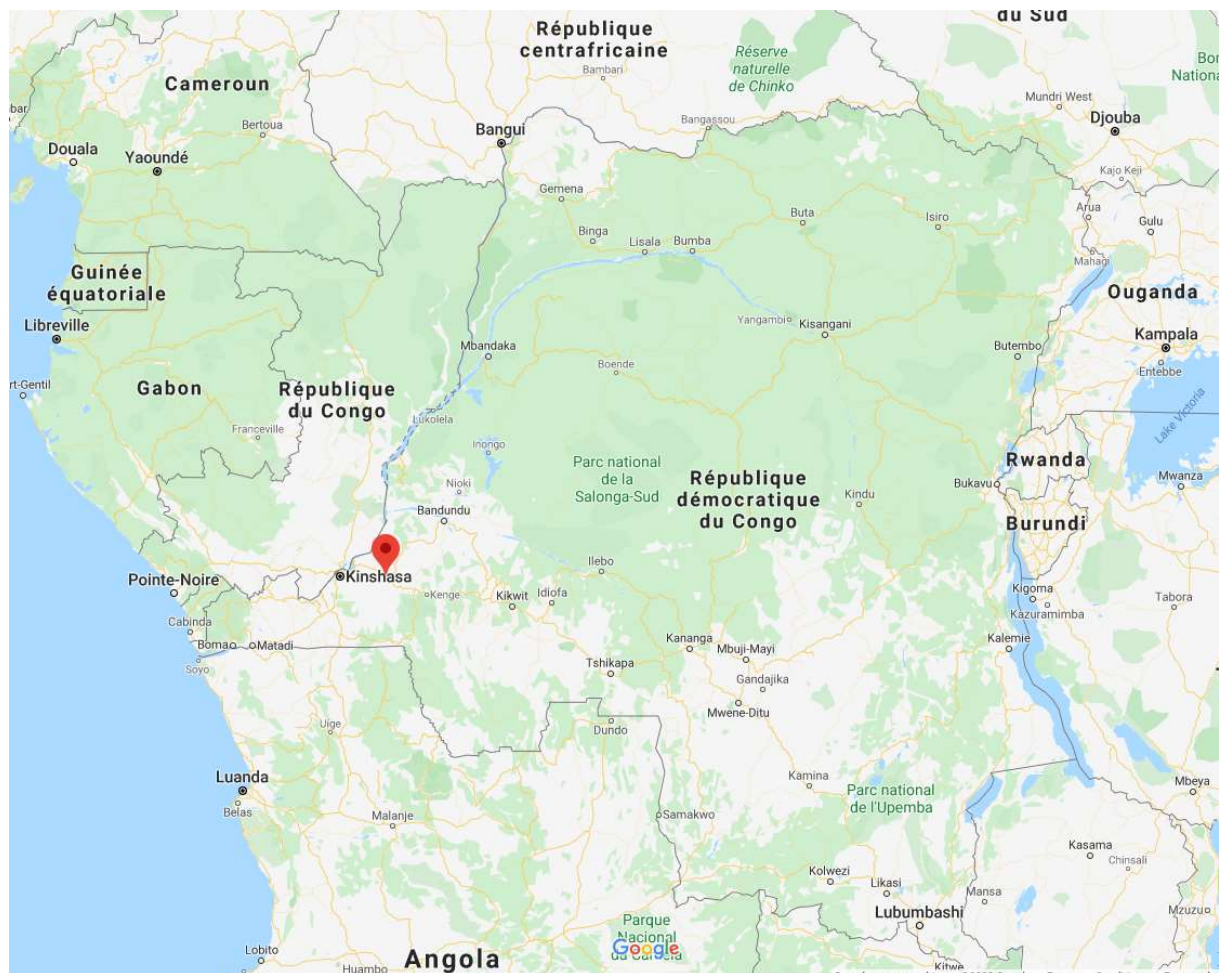 du Sud
République
centrafricaine
Bambari
Réserve
naturelle
de Chinko
Cameroun
Bertoua
Mundri West
Djouba
Bangassou
Bangui
Douala
Yaoundé
Kajo Keji
Gemena
Arua
Gulu
Buta
Isiro
Binga
Lisala
Bumba
Mahagi
Guinée
équatoriale
Ouganda
Yangambi
Kisangani
Libreville
Kampala
Mbandaka
Butembo
Entebbe
Boende
Gabon
République
du Congo
Lukolela
Lake Victoria
Franceville
Inongo
Parc national
de la
Salonga-Sud
République
démocratique
du Congo
Rwanda
Nioki
Bukavu
Mwanza
Kindu
Bandundu
Burundi
Kinshasa
Pointe-Noire
Ilebo
Kenge
Kikwit
Idiofa
Kigoma
Kazuramimba
Tabora
Cabinda
Boma
Matadi
Kananga
Mbuji-Mayi
Kalemie
Soyo
Tshikapa
Gandajika
Mwene-Ditu
Uige
Dundo
Luanda
Belas
Kamina
Parc national
de l'Upemba
Mbeya
Malanje
Samakwo
Kasama
Chinsali
Kolwezi
Likasi
Mansa
Lubumbashi
Mzuzu
Parque
Nacional
Google
Lobito
Huambo
Angola
Kitwe